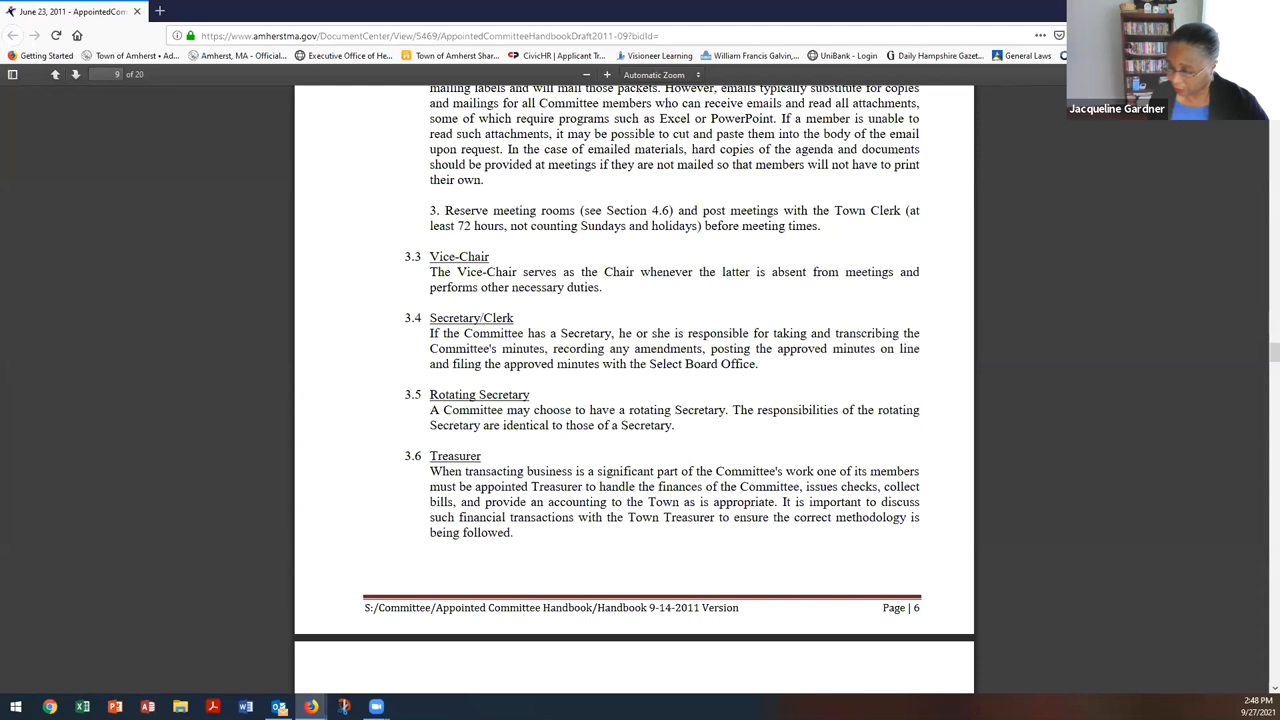 June 23, 2011 - AppointedCom
https://www.amherstma.gov/DocumentCenter/View/5469/AppointedCommitteeHandbookDraft2011-09?bidId=
Getting Started Town of Amherst • Ad... Amherst, MA - Official... Executive Office of He... Town of Amherst Shar... CivicHR | Applicant Tr... Visioneer Learning William Francis Galvin,... UniBank - Login Daily Hampshire Gazet... General Laws
9 of 20 Automatic Zoom
Jacqueline Gardner
mailing labels and will mail those packets. However, emails typically substitute for copies
and mailings for all Committee members who can receive emails and read all attachments,
some of which require programs such as Excel or PowerPoint. If a member is unable to
read such attachments, it may be possible to cut and paste them into the body of the email
upon request. In the case of emailed materials, hard copies of the agenda and documents
should be provided at meetings if they are not mailed so that members will not have to print
their own.
3. Reserve meeting rooms (see Section 4.6) and post meetings with the Town Clerk (at
least 72 hours, not counting Sundays and holidays) before meeting times.
3.3 Vice-Chair
The Vice-Chair serves as the Chair whenever the latter is absent from meetings and
performs other necessary duties.
3.4 Secretary/Clerk
If the Committee has a Secretary, he or she is responsible for taking and transcribing the
Committee's minutes, recording any amendments, posting the approved minutes on line
and filing the approved minutes with the Select Board Office.
3.5 Rotating Secretary
A Committee may choose to have a rotating Secretary. The responsibilities of the rotating
Secretary are identical to those of a Secretary.
3.6 Treasurer
When transacting business is a significant part of the Committee's work one of its members
must be appointed Treasurer to handle the finances of the Committee, issues checks, collect
bills, and provide an accounting to the Town as is appropriate. It is important to discuss
such financial transactions with the Town Treasurer to ensure the correct methodology is
being followed.
S:/Committee/Appointed Committee Handbook/Handbook 9-14-2011 Version Page | 6
2:48 PM
9/27/2021